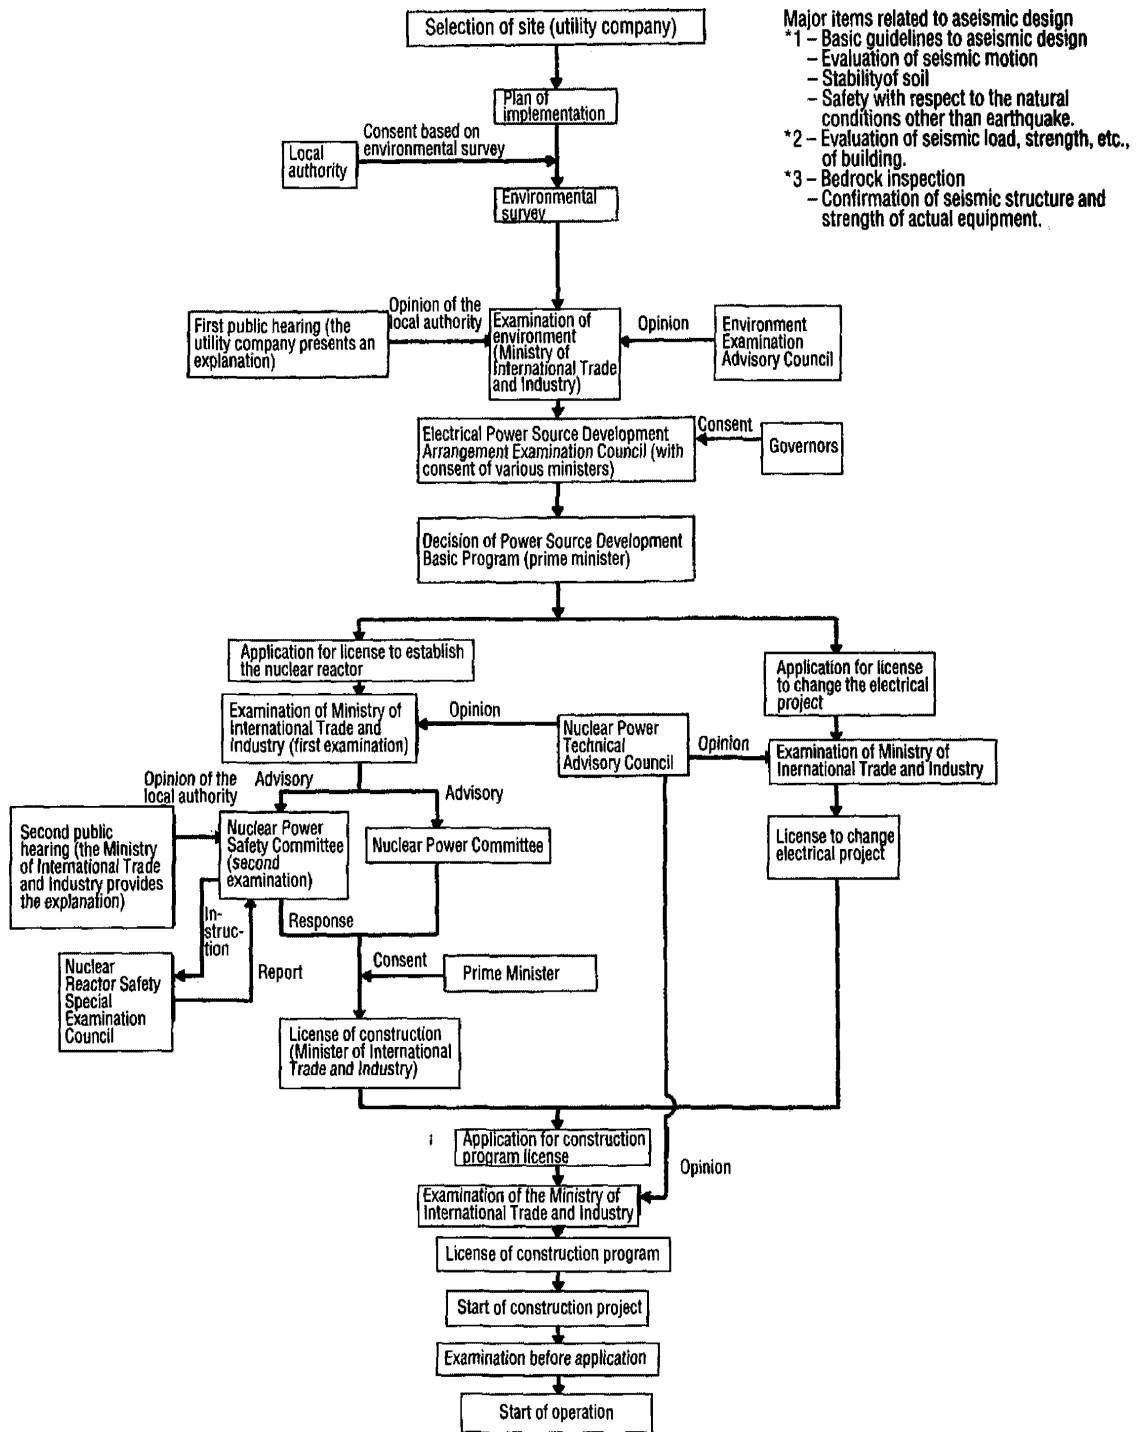 Selection of site (utility company)
Major items related to aseismic design
*1 – Basic guidelines to aseismic design
– Evaluation of seismic motion
– Stabilityof soil
– Safety with respect to the natural
conditions other than earthquake.
*2 – Evaluation of seismic load, strength, etc.,
of building.
*3 – Bedrock inspection
– Confirmation of seismic structure and
strength of actual equipment.
Plan of
implementation
Consent based on
environmental survey
Local
authority
Environmental
survey
First public hearing (the
utility company presents an
explanation)
Opinion of the
local authority
Examination of
environment
(Ministry of
International Trade
and Industry)
Opinion
Environment
Examination
Advisory Council
Electrical Power Source Development
Arrangement Examination Council (with
consent of various ministers)
Consent
Governors
Decision of Power Source Development
Basic Program (prime minister)
Application for license to establish
the nuclear reactor
Application for license
to change the electrical
project
Examination of Ministry of
International Trade and
Industry (first examination)
Opinion
Nuclear Power
Technical
Advisory Council
Opinion
Examination of Ministry of
Inernational Trade and Industry
Opinion of the
local authority
Advisory
Advisory
Second public
hearing (the Ministry
of International Trade
and Industry provides
the explanation)
Nuclear Power
Safety Committee
(second
examination)
Nuclear Power Committee
License to change
electrical project
In-
struc-
tion
Response
Nuclear
Reactor Safety
Special
Examination
Council
Report
Consent
Prime Minister
License of construction
(Minister of International
Trade and Industry)
Application for construction
program license
Opinion
Examination of the Ministry of
International Trade and Industry
License of construction program
Start of construction project
Examination before application
Start of operation